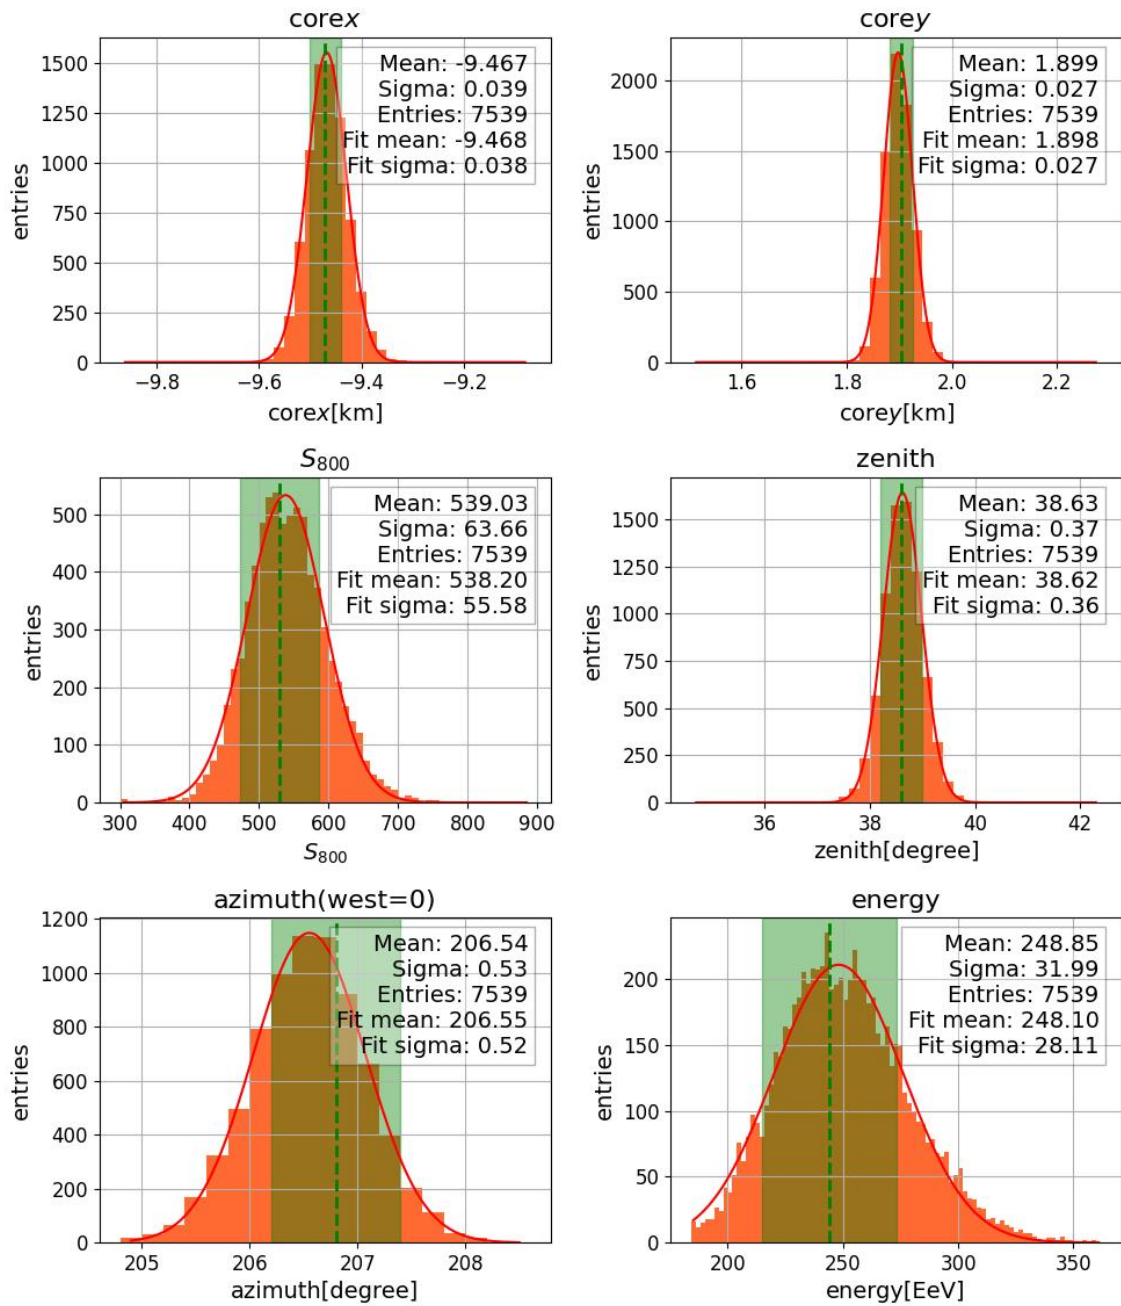 corex
1500
1250
1000
750
500
250
0
entries
Mean: -9.467
Sigma: 0.039
Entries: 7539
Fit mean: -9.468
Fit sigma: 0.038
−9.8 −9.6 −9.4 −9.2
corex[km]
corey
2000
1500
1000
500
0
entries
Mean: 1.899
Sigma: 0.027
Entries: 7539
Fit mean: 1.898
Fit sigma: 0.027
1.6 1.8 2.0 2.2
corey[km]
S800
500
400
300
200
100
0
entries
Mean: 539.03
Sigma: 63.66
Entries: 7539
Fit mean: 538.20
Fit sigma: 55.58
300 400 500 600 700 800 900
S800
zenith
1500
1250
1000
750
500
250
0
entries
Mean: 38.63
Sigma: 0.37
Entries: 7539
Fit mean: 38.62
Fit sigma: 0.36
36 38 40 42
zenith[degree]
azimuth(west=0)
1200
1000
800
600
400
200
0
entries
Mean: 206.54
Sigma: 0.53
Entries: 7539
Fit mean: 206.55
Fit sigma: 0.52
205 206 207 208
azimuth[degree]
energy
200
150
100
50
0
entries
Mean: 248.85
Sigma: 31.99
Entries: 7539
Fit mean: 248.10
Fit sigma: 28.11
200 250 300 350
energy[EeV]